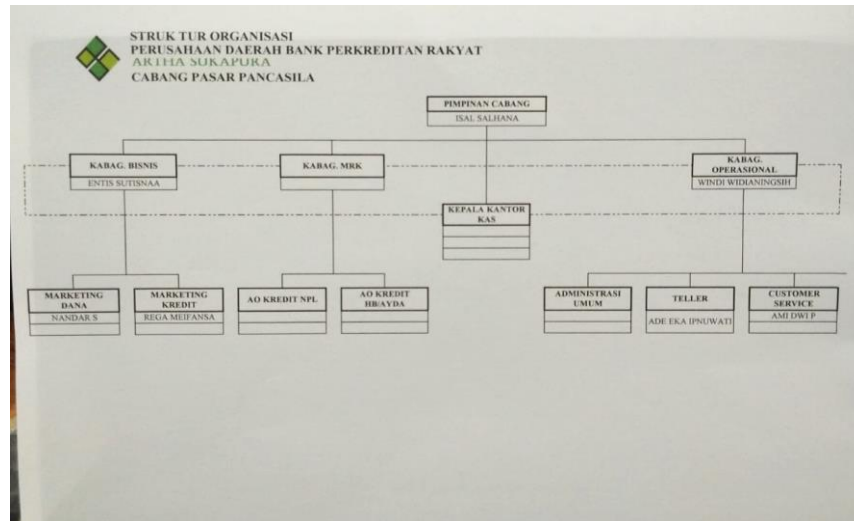 STRUK TUR ORGANISASI
PERUSAHAAN DAERAH BANK PERKREDITAN RAKYAT
ARTHA SUKAPURA
CABANG PASAR PANCASILA
PIMPINAN CABANG
ISAL SALHANA
KABAG. BISNIS
ENTIS SUTISNAA
KABAG. MRK
KABAG.
OPERASIONAL
WINDI WIDIANINGSIH
KEPALA KANTOR
KAS
MARKETING
DANA
NANDAR S
MARKETING
KREDIT
REGA MEIFANSA
AO KREDIT NPL
AO KREDIT
HB/AYDA
ADMINISTRASI
UMUM
TELLER
ADE EKA IPNUWATI
CUSTOMER
SERVICE
AMI DWI P